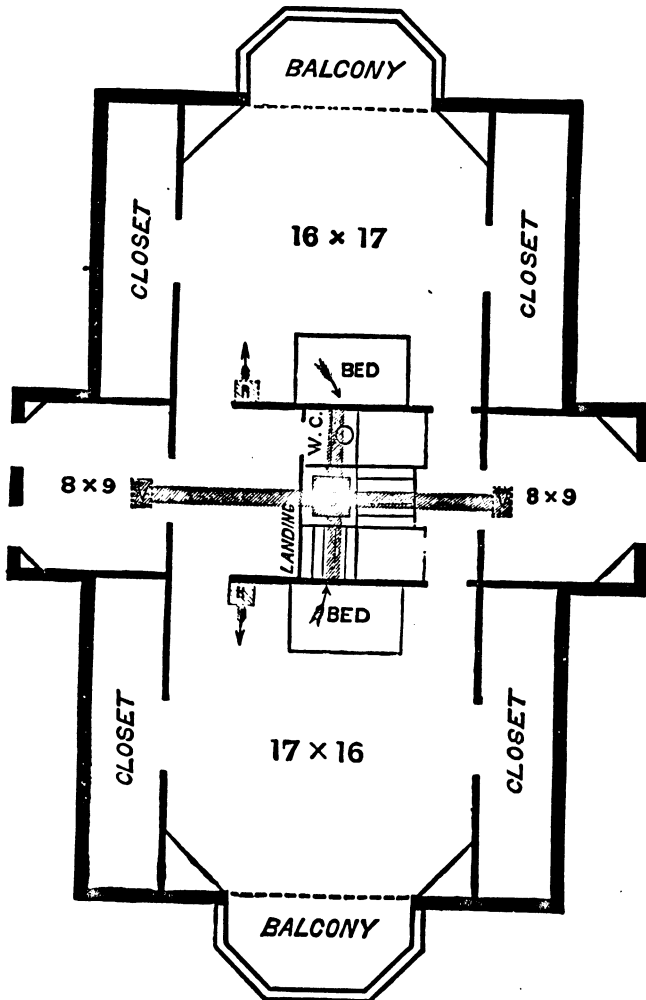 BALCONY
CLOSET
16 × 17
CLOSET
BED
W.C.
8 × 9
8 × 9
LANDING
BED
CLOSET
17 × 16
CLOSET
BALCONY